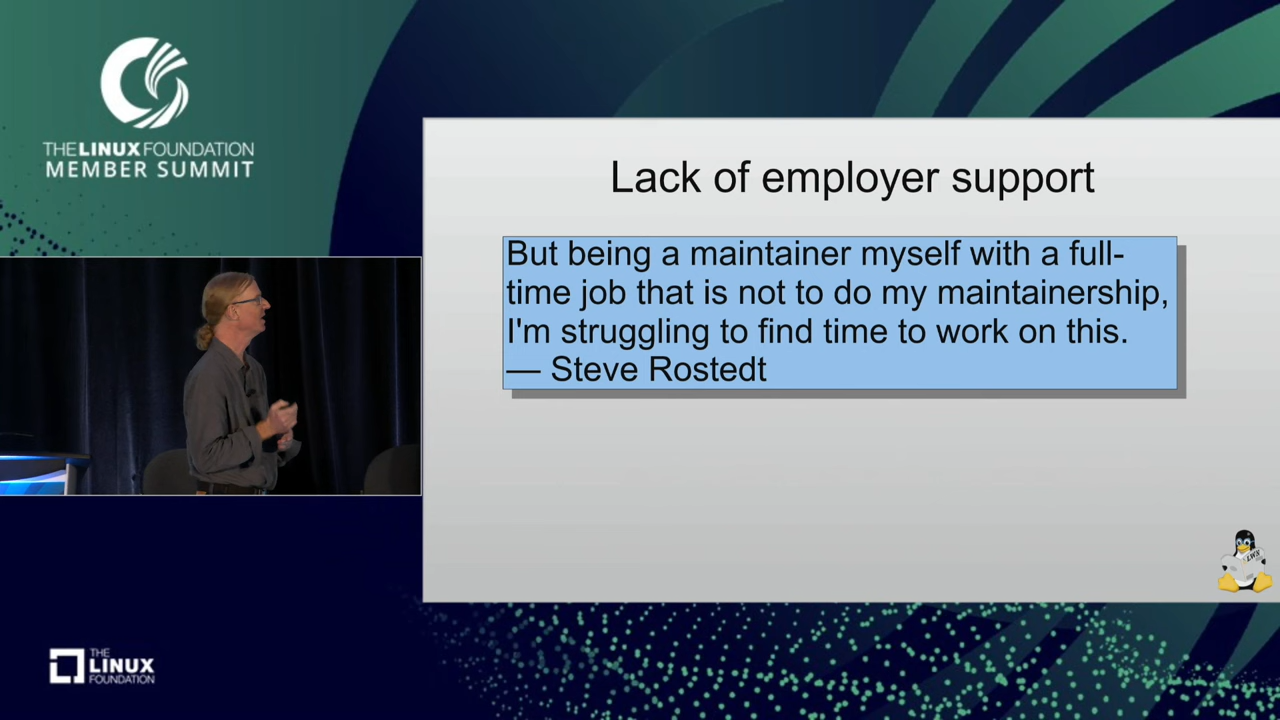 THE LINUX FOUNDATION
MEMBER SUMMIT
Lack of employer support
But being a maintainer myself with a full-
time job that is not to do my maintainership,
I'm struggling to find time to work on this.
— Steve Rostedt
LWN
THE
LINUX
FOUNDATION